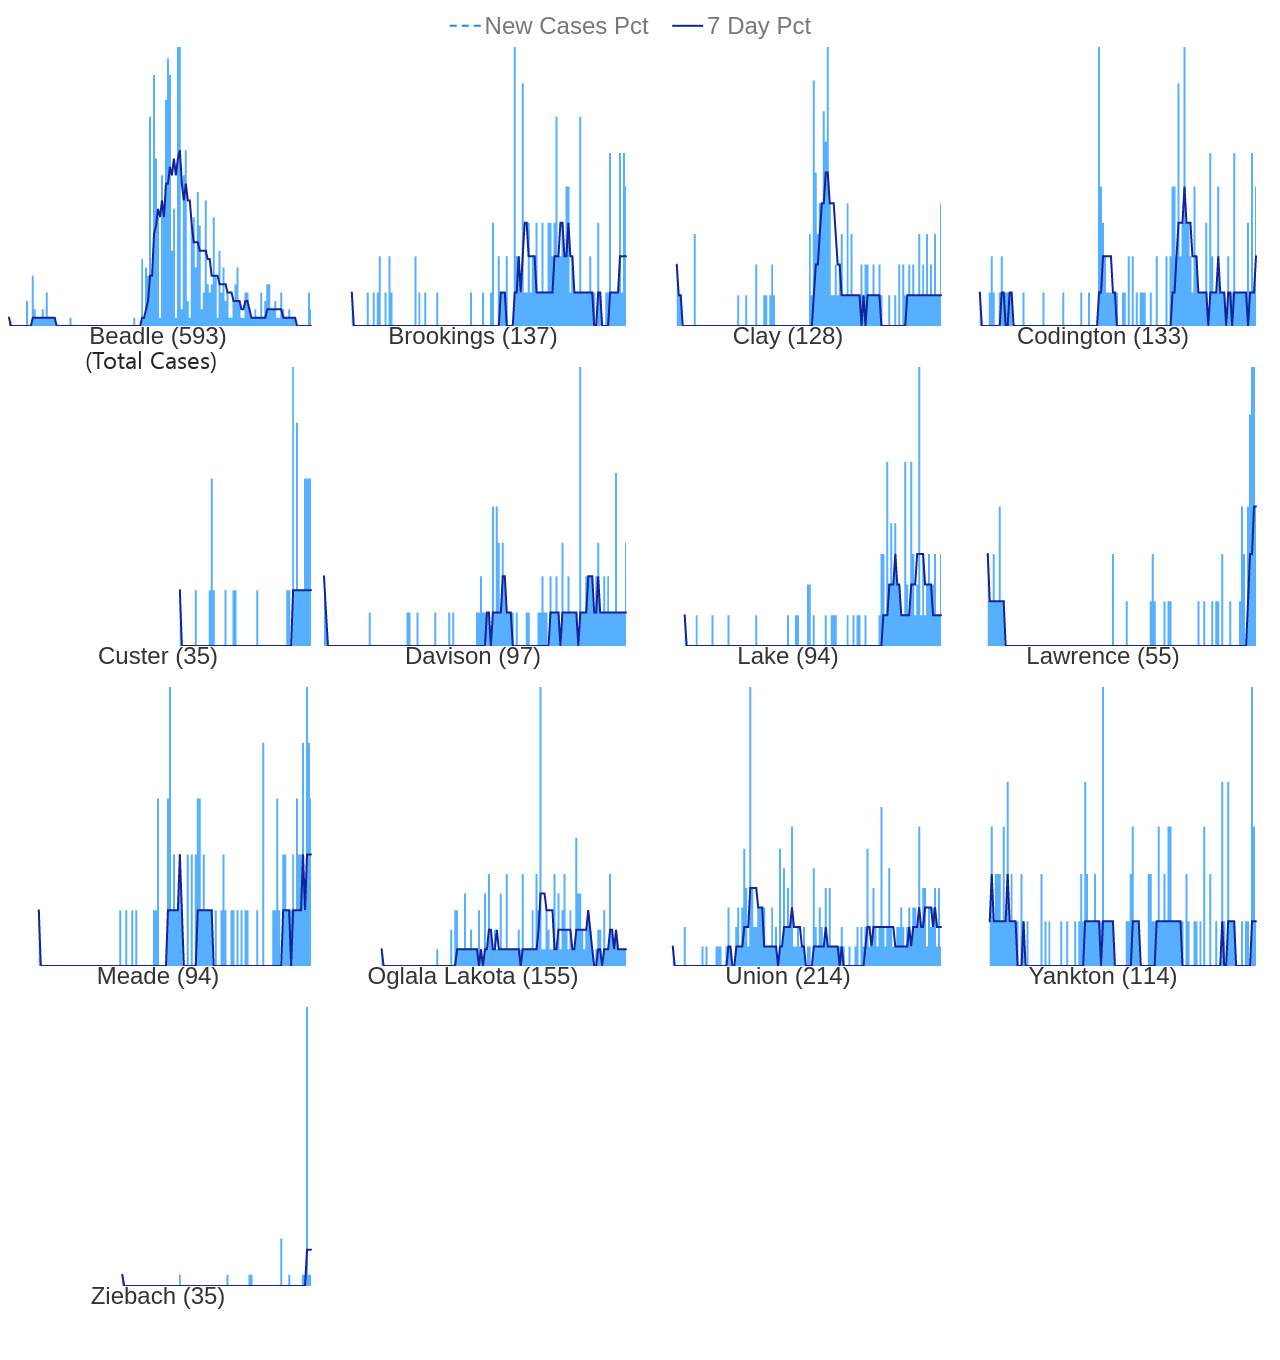 New Cases Pct 7 Day Pct
Beadle (593) Brookings (137) Clay (128) Codington (133)
(Total Cases)
Custer (35) Davison (97) Lake (94) Lawrence (55)
Meade (94) Oglala Lakota (155) Union (214) Yankton (114)
Ziebach (35)